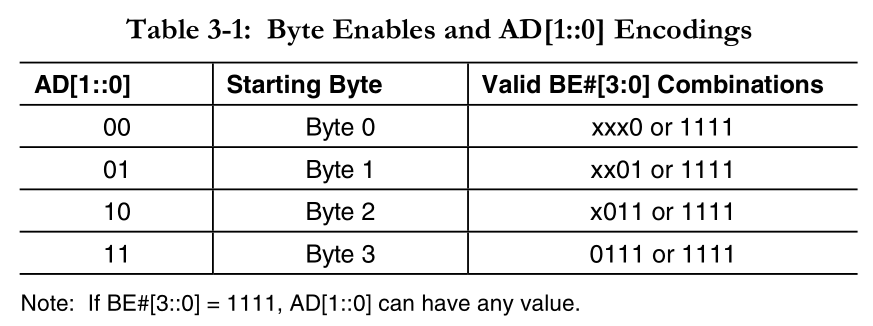 Table 3-1: Byte Enables and AD[1::0] Encodings
AD[1::0] Starting Byte Valid BE#[3:0] Combinations
00 Byte 0 xxx0 or 1111
01 Byte 1 xx01 or 1111
10 Byte 2 x011 or 1111
11 Byte 3 0111 or 1111
Note: If BE#[3::0] = 1111, AD[1::0] can have any value.